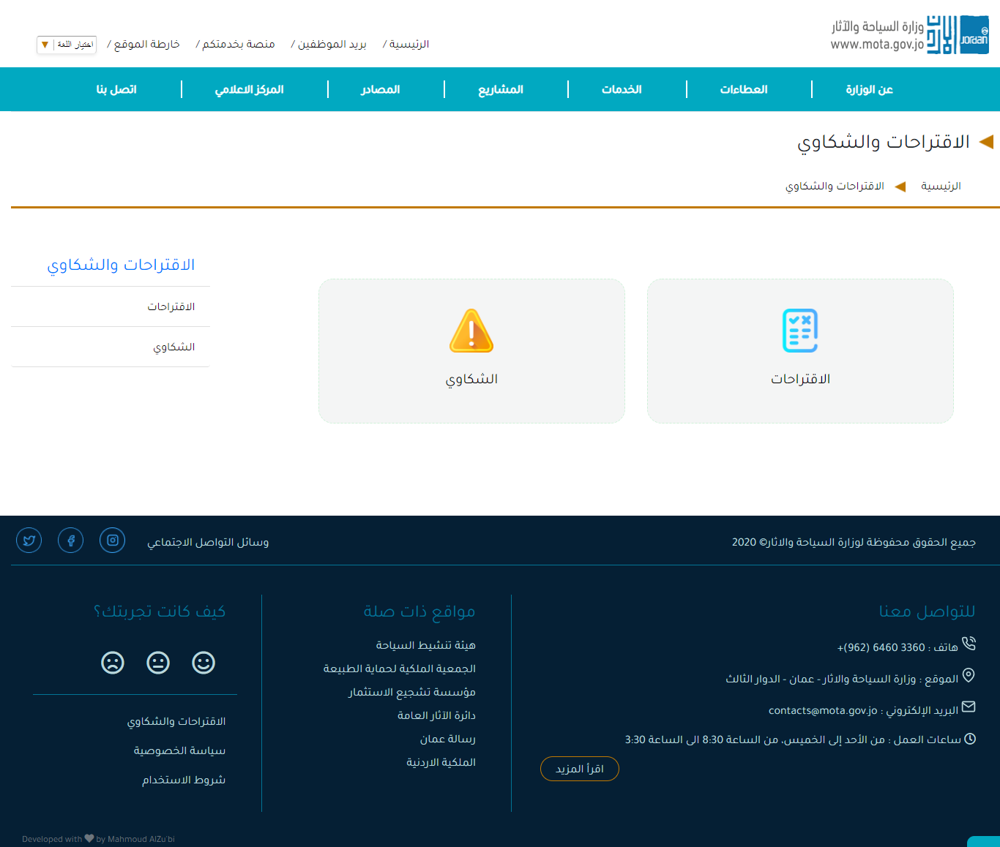 وزارة السياحة والآثار
www.mota.gov.jo
Jordan
الرئيسية /
بريد الموظفين /
منصة بخدمتكم /
خارطة الموقع /
اختيار اللغة
عن الوزارة
العطاءات
الخدمات
المشاريع
المصادر
المركز الاعلامي
اتصل بنا
الاقتراحات والشكاوي
الرئيسية
الاقتراحات والشكاوي
الاقتراحات
الشكاوي
الاقتراحات والشكاوي
الاقتراحات
الشكاوي
جميع الحقوق محفوظة لوزارة السياحة والاثار© 2020
وسائل التواصل الاجتماعي
للتواصل معنا
هاتف : 3360 6460 (962)+
الموقع : وزارة السياحة والاثار - عمان - الدوار الثالث
البريد الإلكتروني : contacts@mota.gov.jo
ساعات العمل : من الأحد إلى الخميس، من الساعة 8:30 الى الساعة 3:30
اقرأ المزيد
مواقع ذات صلة
هيئة تنشيط السياحة
الجمعية الملكية لحماية الطبيعة
مؤسسة تشجيع الاستثمار
دائرة الآثار العامة
رسالة عمان
الملكية الاردنية
كيف كانت تجربتك؟
الاقتراحات والشكاوي
سياسة الخصوصية
شروط الاستخدام
Developed with ❤ by Mahmoud AlZu'bi